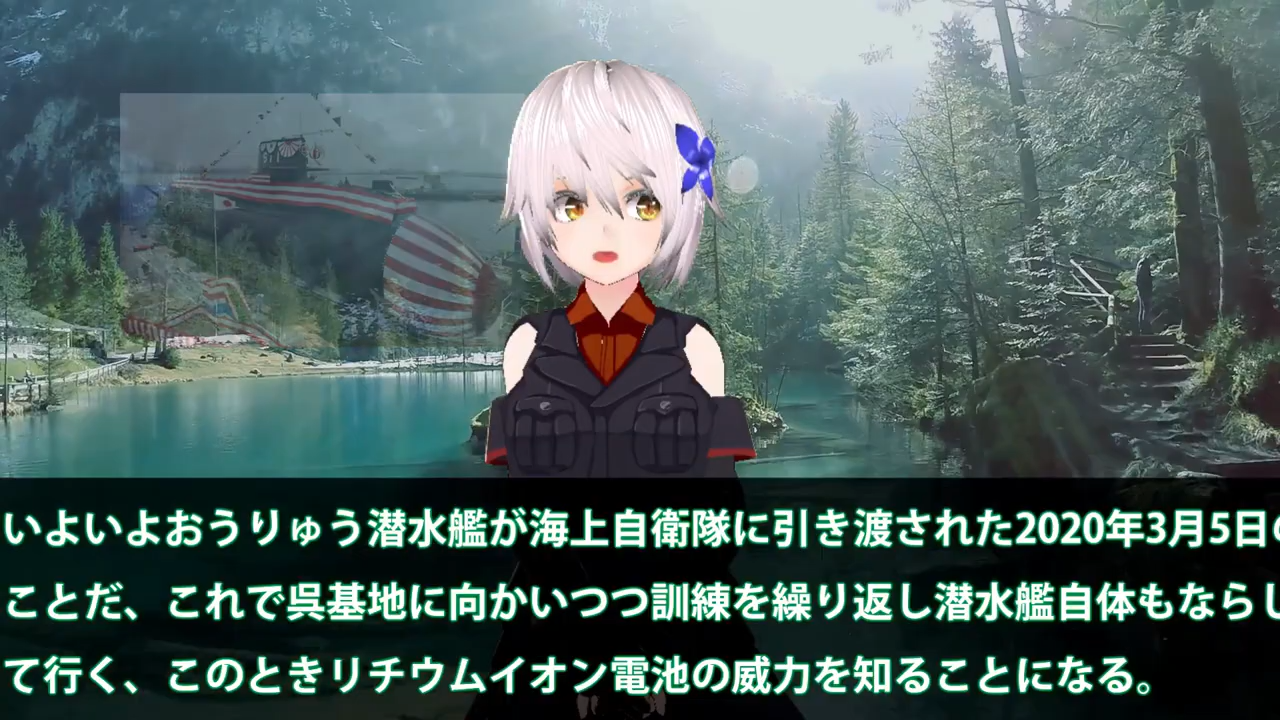 いよいよおうりゅう潜水艦が海上自衛隊に引き渡された2020年3月5日の
ことだ、これで呉基地に向かいつつ訓練を繰り返し潜水艦自体もならし
て行く、このときリチウムイオン電池の威力を知ることになる。